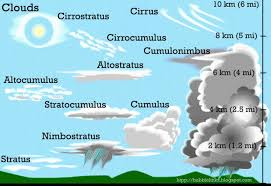 Clouds
10 km (6 mi)
Cirrostratus
Cirrus
8 km (5 mi)
Cirrocumulus
Cumulonimbus
Altostratus
6 km (4 mi)
Altocumulus
Stratocumulus
Cumulus
4 km (2.5 mi)
Nimbostratus
2 km (1.2 mi)
Stratus